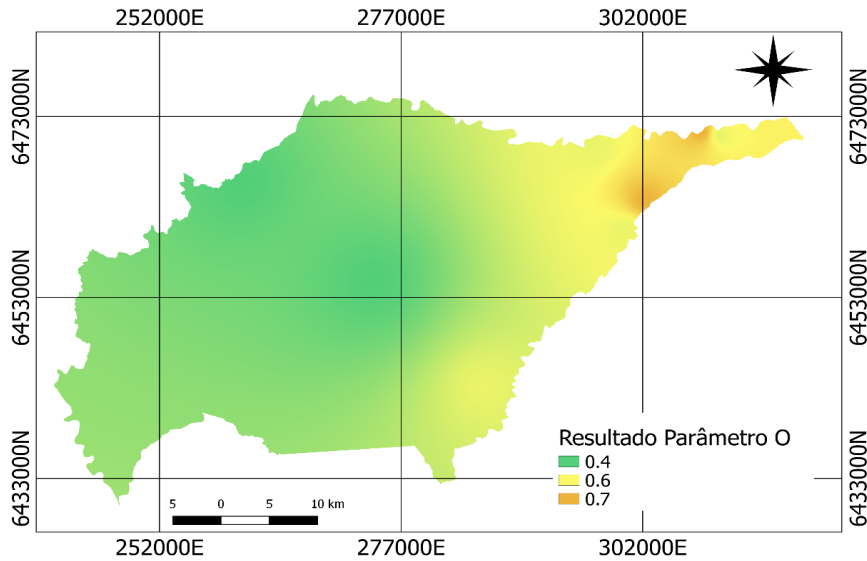 252000E 277000E 302000E
6473000N 6473000N
6453000N 6453000N
6433000N 6433000N
Resultado Parâmetro O
0.4
0.6
0.7
5 0 5 10 km
252000E 277000E 302000E